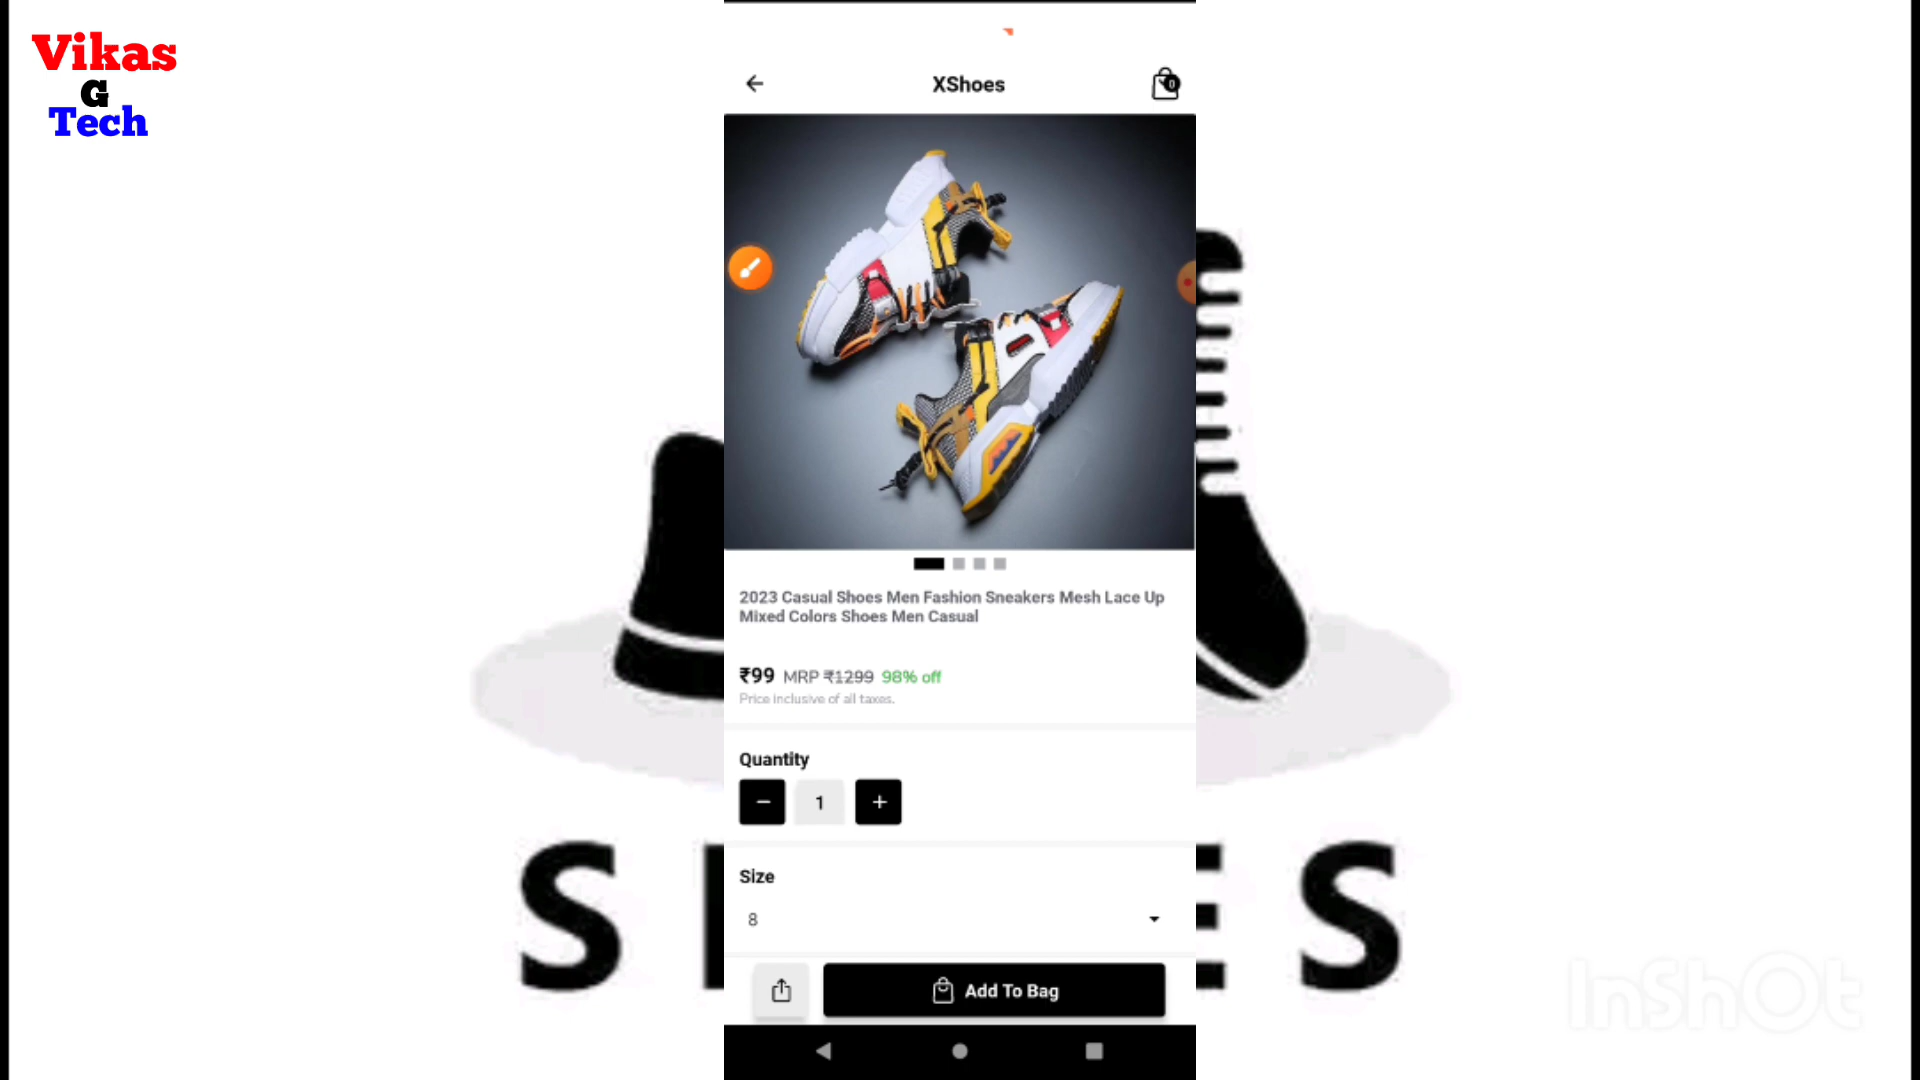 Vikas
G
Tech
XShoes
0
2023 Casual Shoes Men Fashion Sneakers Mesh Lace Up
Mixed Colors Shoes Men Casual
₹99 MRP ₹1299 98% off
Price inclusive of all taxes.
Quantity
− 1 +
Size
8
Add To Bag
S ES
InShOt